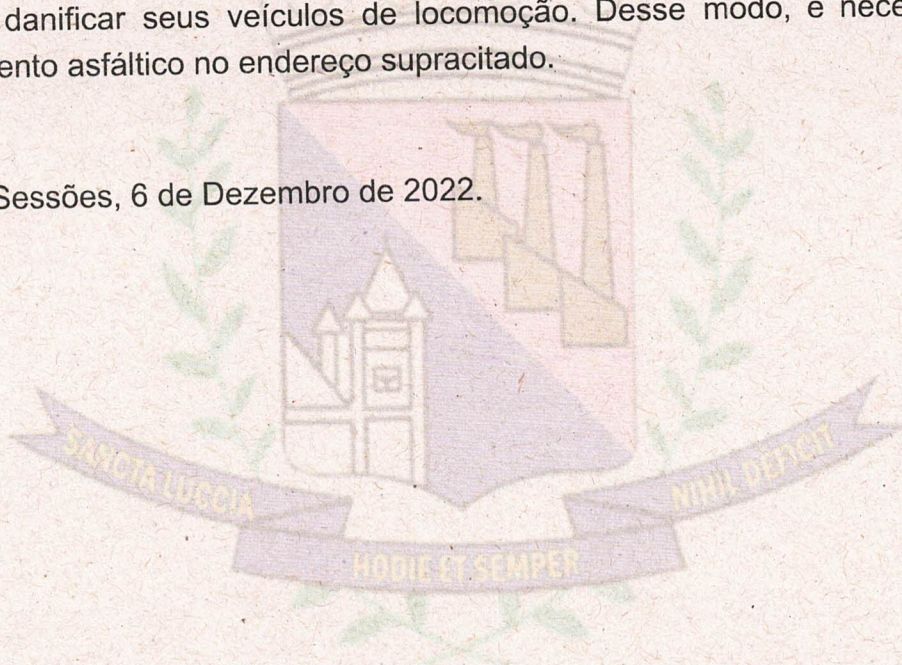 danificar seus veículos de locomoção. Desse modo, é nece
ento asfáltico no endereço supracitado.
Sessões, 6 de Dezembro de 2022.
SANCTA LUCCIA
HODIE ET SEMPER
NIHIL DEFICIT